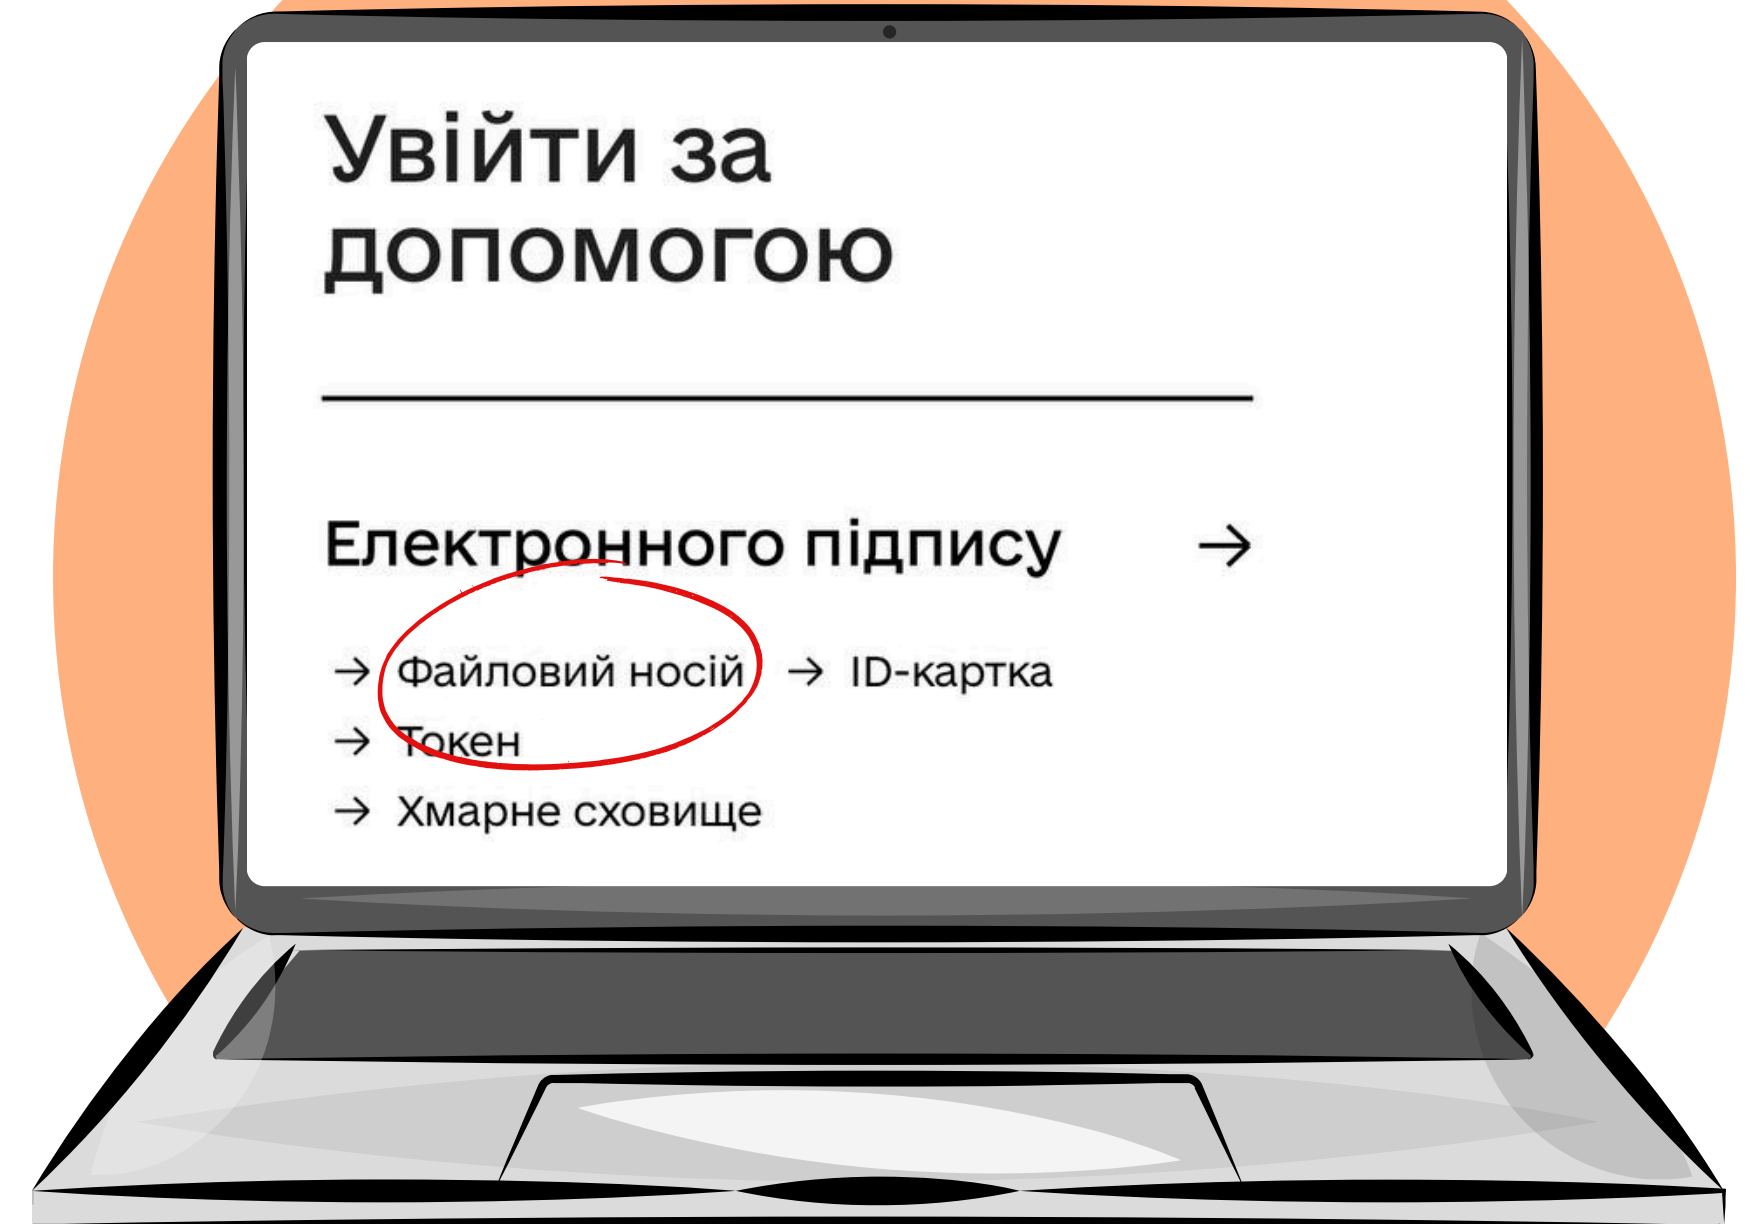 Увійти за
допомогою
Електронного підпису →
→ Файловий носій → ID-картка
→ Токен
→ Хмарне сховище